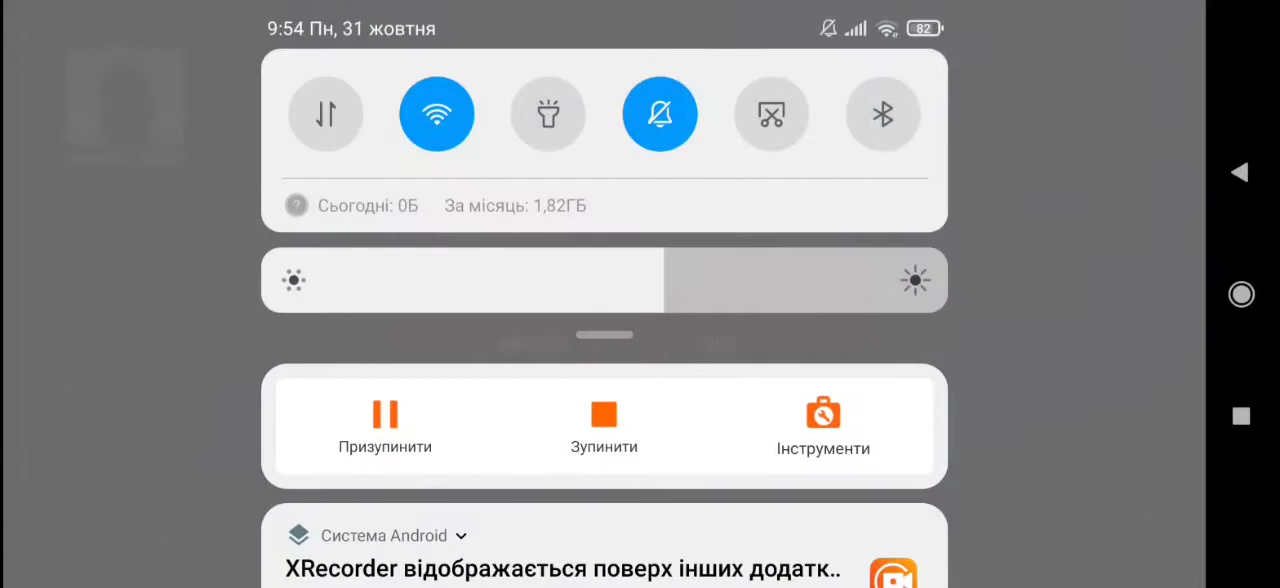 9:54 Пн, 31 жовтня
82
Сьогодні: 0Б За місяць: 1,82ГБ
Призупинити Зупинити Інструменти
Система Android
XRecorder відображається поверх інших додатк..